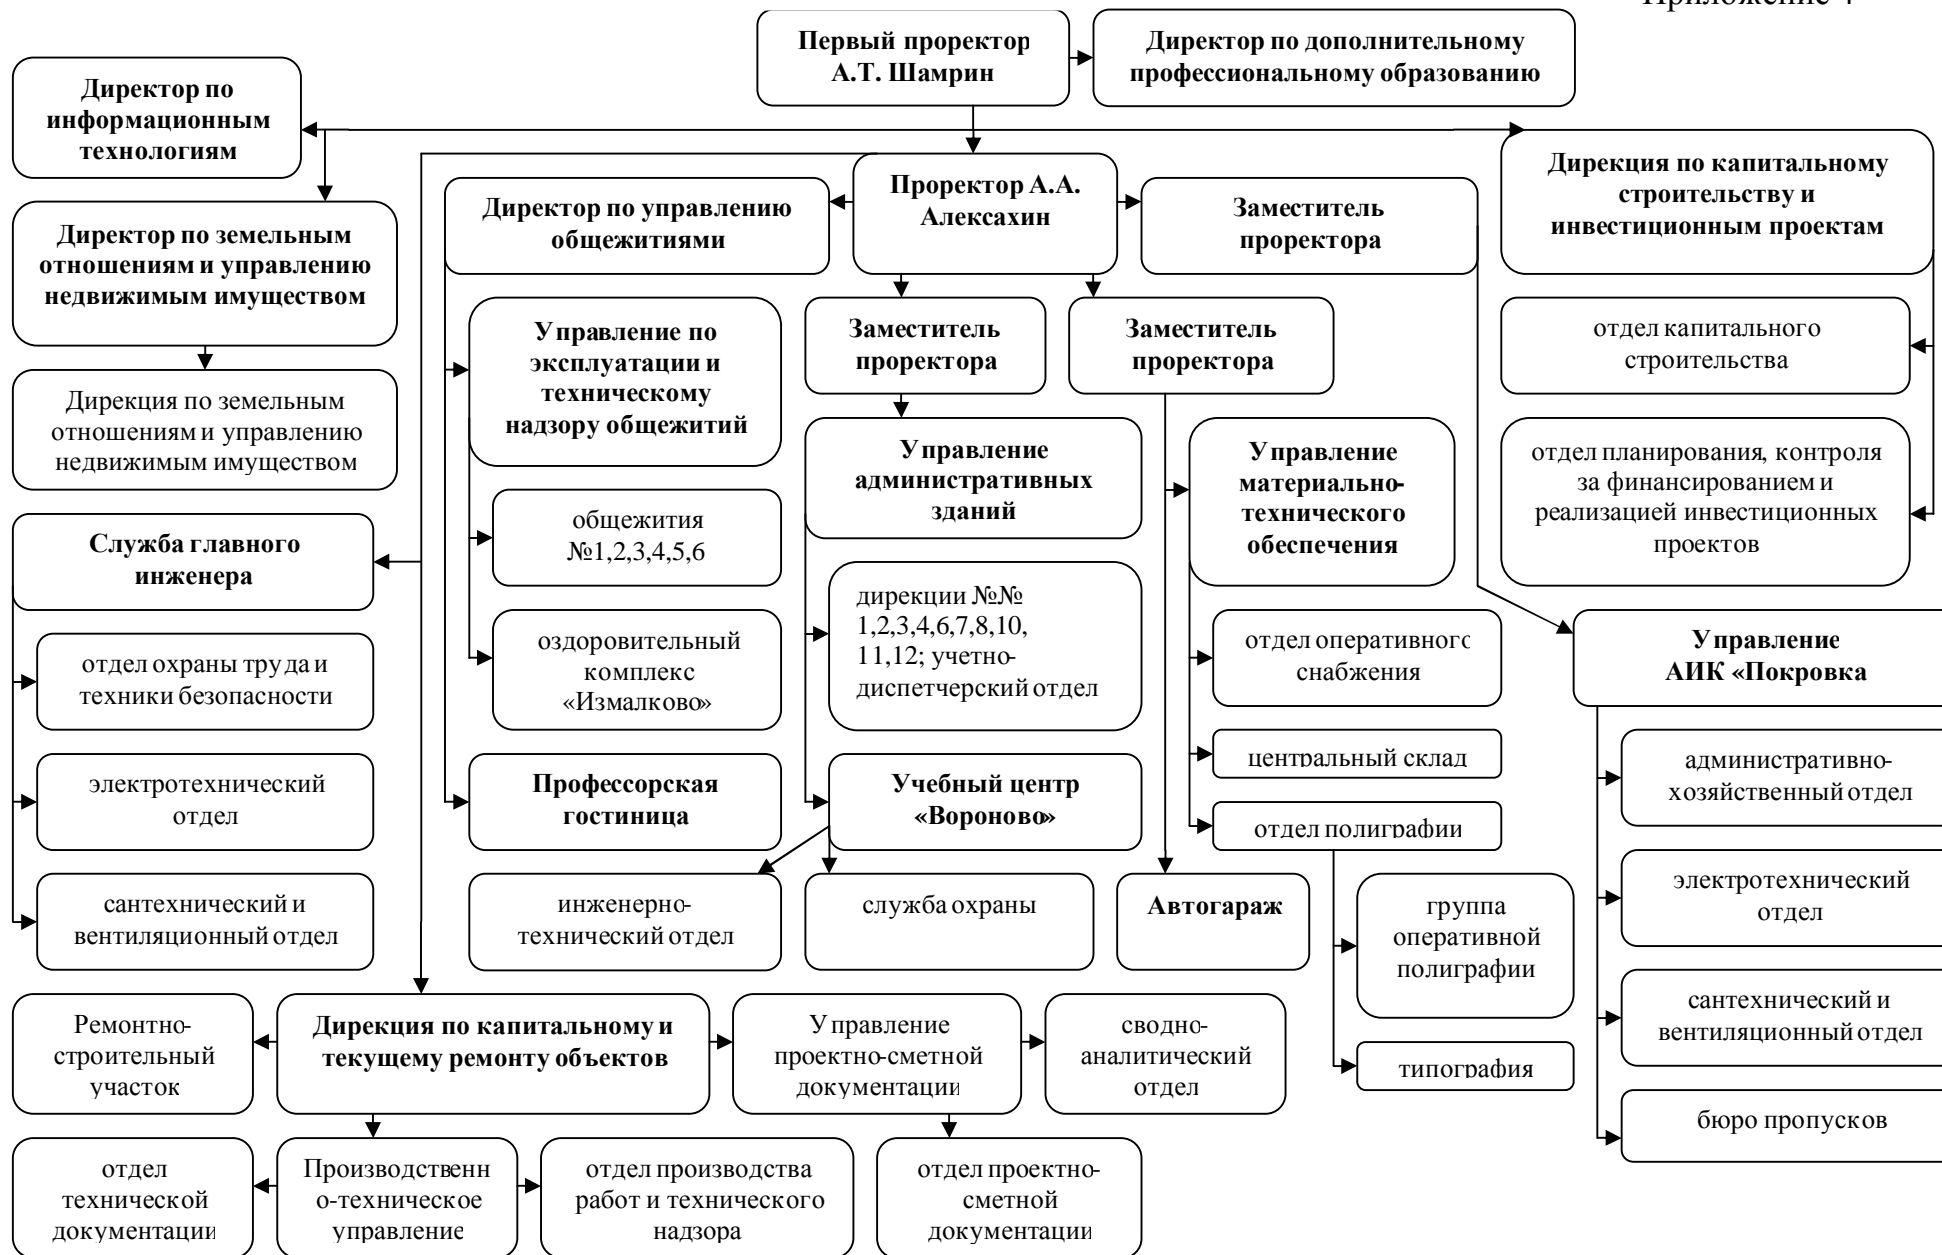 Приложение 4
Первый проректор
А.Т. Шамрин
Директор по дополнительному
профессиональному образованию
Директор по
информационным
технологиям
Проректор А.А.
Алексахин
Директор по управлению
общежитиями
Заместитель
проректора
Дирекция по капитальному
строительству и
инвестиционным проектам
Директор по земельным
отношениям и управлению
недвижимым имуществом
Управление по
эксплуатации и
техническому
надзору общежитий
Заместитель
проректора
Заместитель
проректора
отдел капитального
строительства
Дирекция по земельным
отношениям и управлению
недвижимым имуществом
Управление
административных
зданий
Управление
материально-
технического
обеспечения
отдел планирования, контроля
за финансированием и
реализацией инвестиционных
проектов
Служба главного
инженера
общежития
№1,2,3,4,5,6
дирекции №№
1,2,3,4,6,7,8,10,
11,12; учетно-
диспетчерский отдел
отдел оперативного
снабжения
Управление
АИК «Покровка
отдел охраны труда и
техники безопасности
оздоровительный
комплекс
«Измалково»
центральный склад
административно-
хозяйственный отдел
электротехнический
отдел
Профессорская
гостиница
Учебный центр
«Вороново»
отдел полиграфии
электротехнический
отдел
сантехнический и
вентиляционный отдел
инженерно-
технический отдел
служба охраны
Автогараж
группа
оперативной
полиграфии
сантехнический и
вентиляционный отдел
Ремонтно-
строительный
участок
Дирекция по капитальному и
текущему ремонту объектов
Управление
проектно-сметной
документации
сводно-
аналитический
отдел
типография
бюро пропусков
отдел
технической
документации
Производственн
о-техническое
управление
отдел производства
работ и технического
надзора
отдел проектно-
сметной
документации